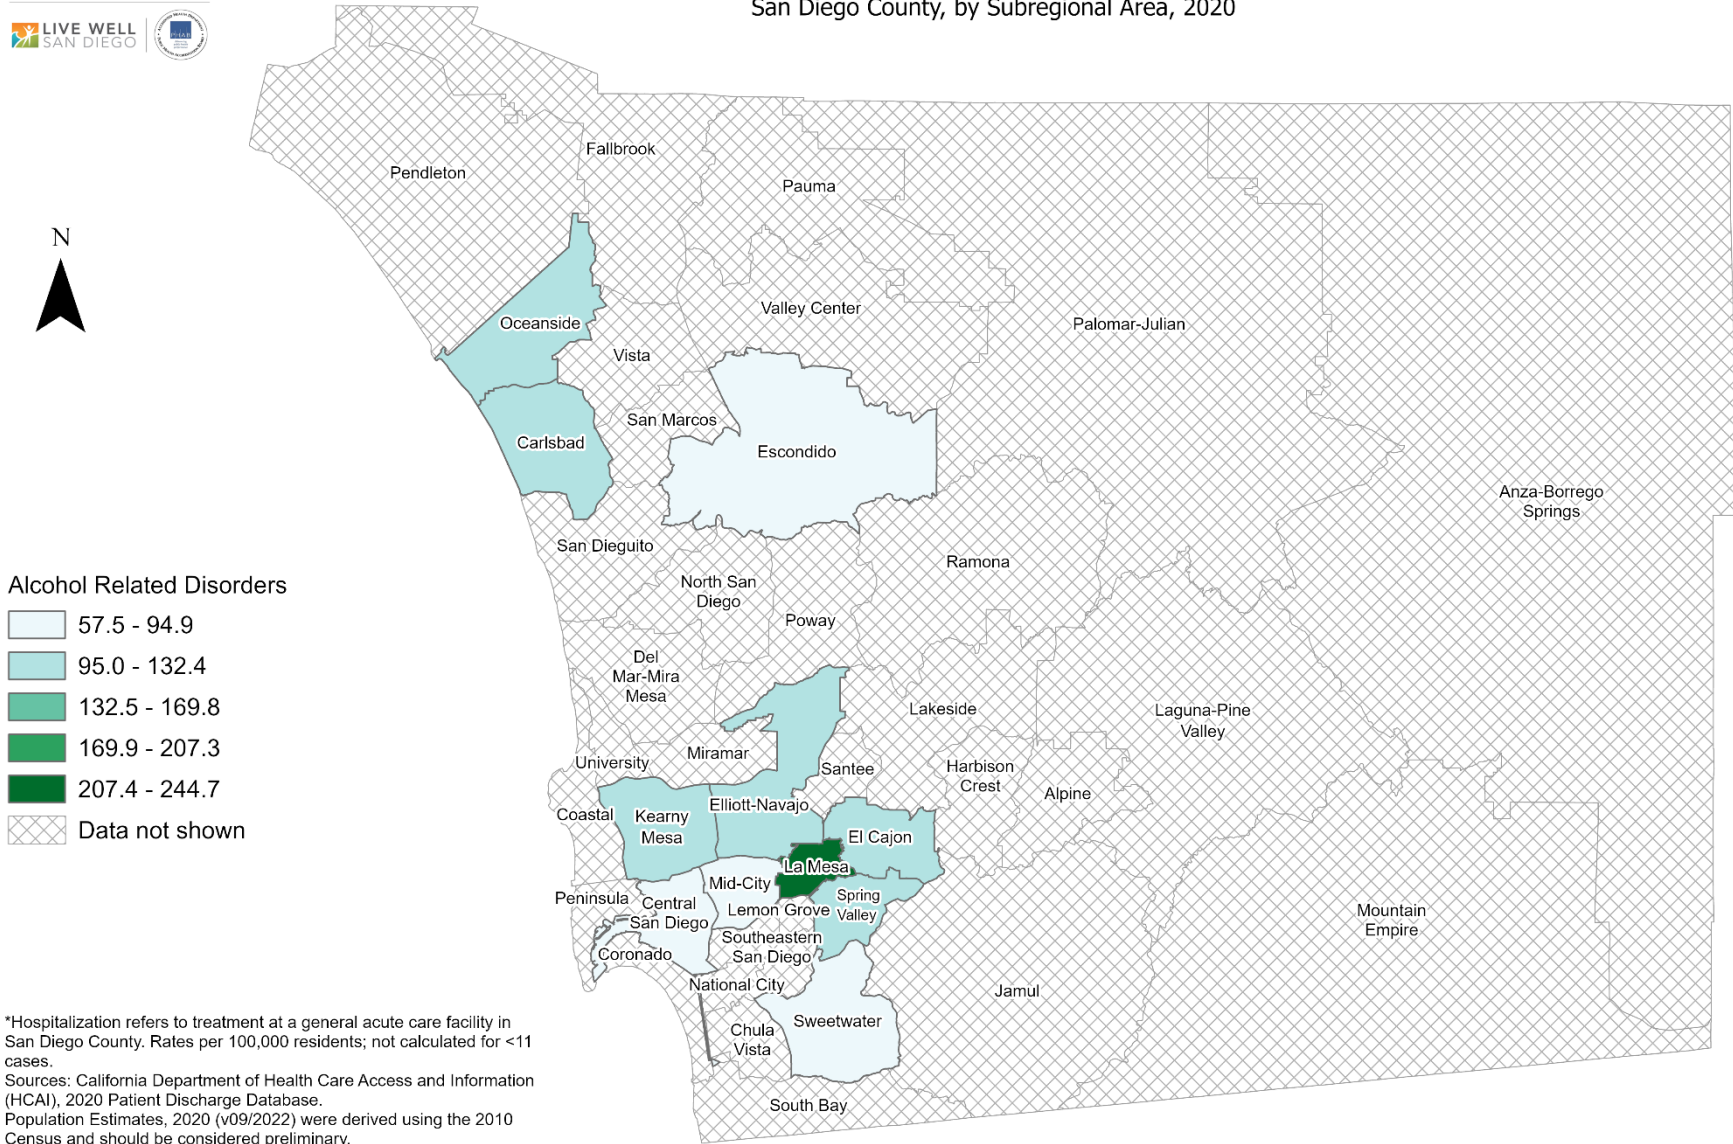 San Diego County, by Subregional Area, 2020
LIVE WELL
SAN DIEGO
PHAB
Fallbrook
Pendleton
Pauma
N
Valley Center
Oceanside
Palomar-Julian
Vista
San Marcos
Carlsbad
Escondido
Anza-Borrego
Springs
San Dieguito
Ramona
North San
Diego
Poway
Del
Mar-Mira
Mesa
Lakeside
Laguna-Pine
Valley
Miramar
University
Santee
Harbison
Crest
Alpine
Coastal
Kearny
Mesa
Elliott-Navajo
El Cajon
La Mesa
Mid-City
Peninsula
Central
San Diego
Spring
Valley
Lemon Grove
Mountain
Empire
Southeastern
San Diego
Coronado
National City
Jamul
Sweetwater
Chula
Vista
South Bay
Alcohol Related Disorders
57.5 - 94.9
95.0 - 132.4
132.5 - 169.8
169.9 - 207.3
207.4 - 244.7
Data not shown
*Hospitalization refers to treatment at a general acute care facility in
San Diego County. Rates per 100,000 residents; not calculated for <11
cases.
Sources: California Department of Health Care Access and Information
(HCAI), 2020 Patient Discharge Database.
Population Estimates, 2020 (v09/2022) were derived using the 2010
Census and should be considered preliminary.